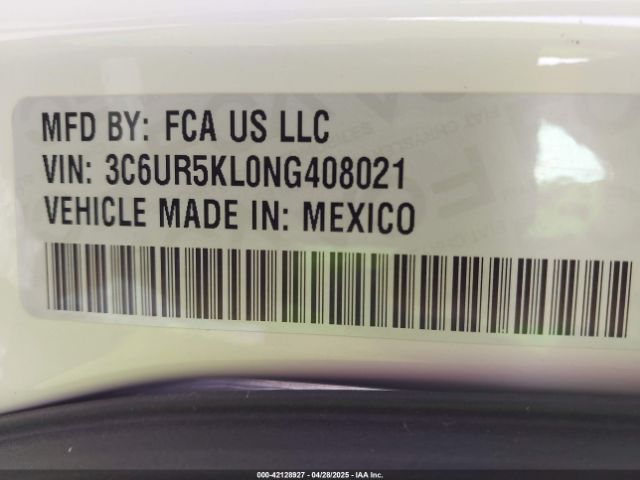 MFD BY: FCA US LLC
VIN: 3C6UR5KL0NG408021
VEHICLE MADE IN: MEXICO
000-42128927 - 04/28/2025 - IAA Inc.